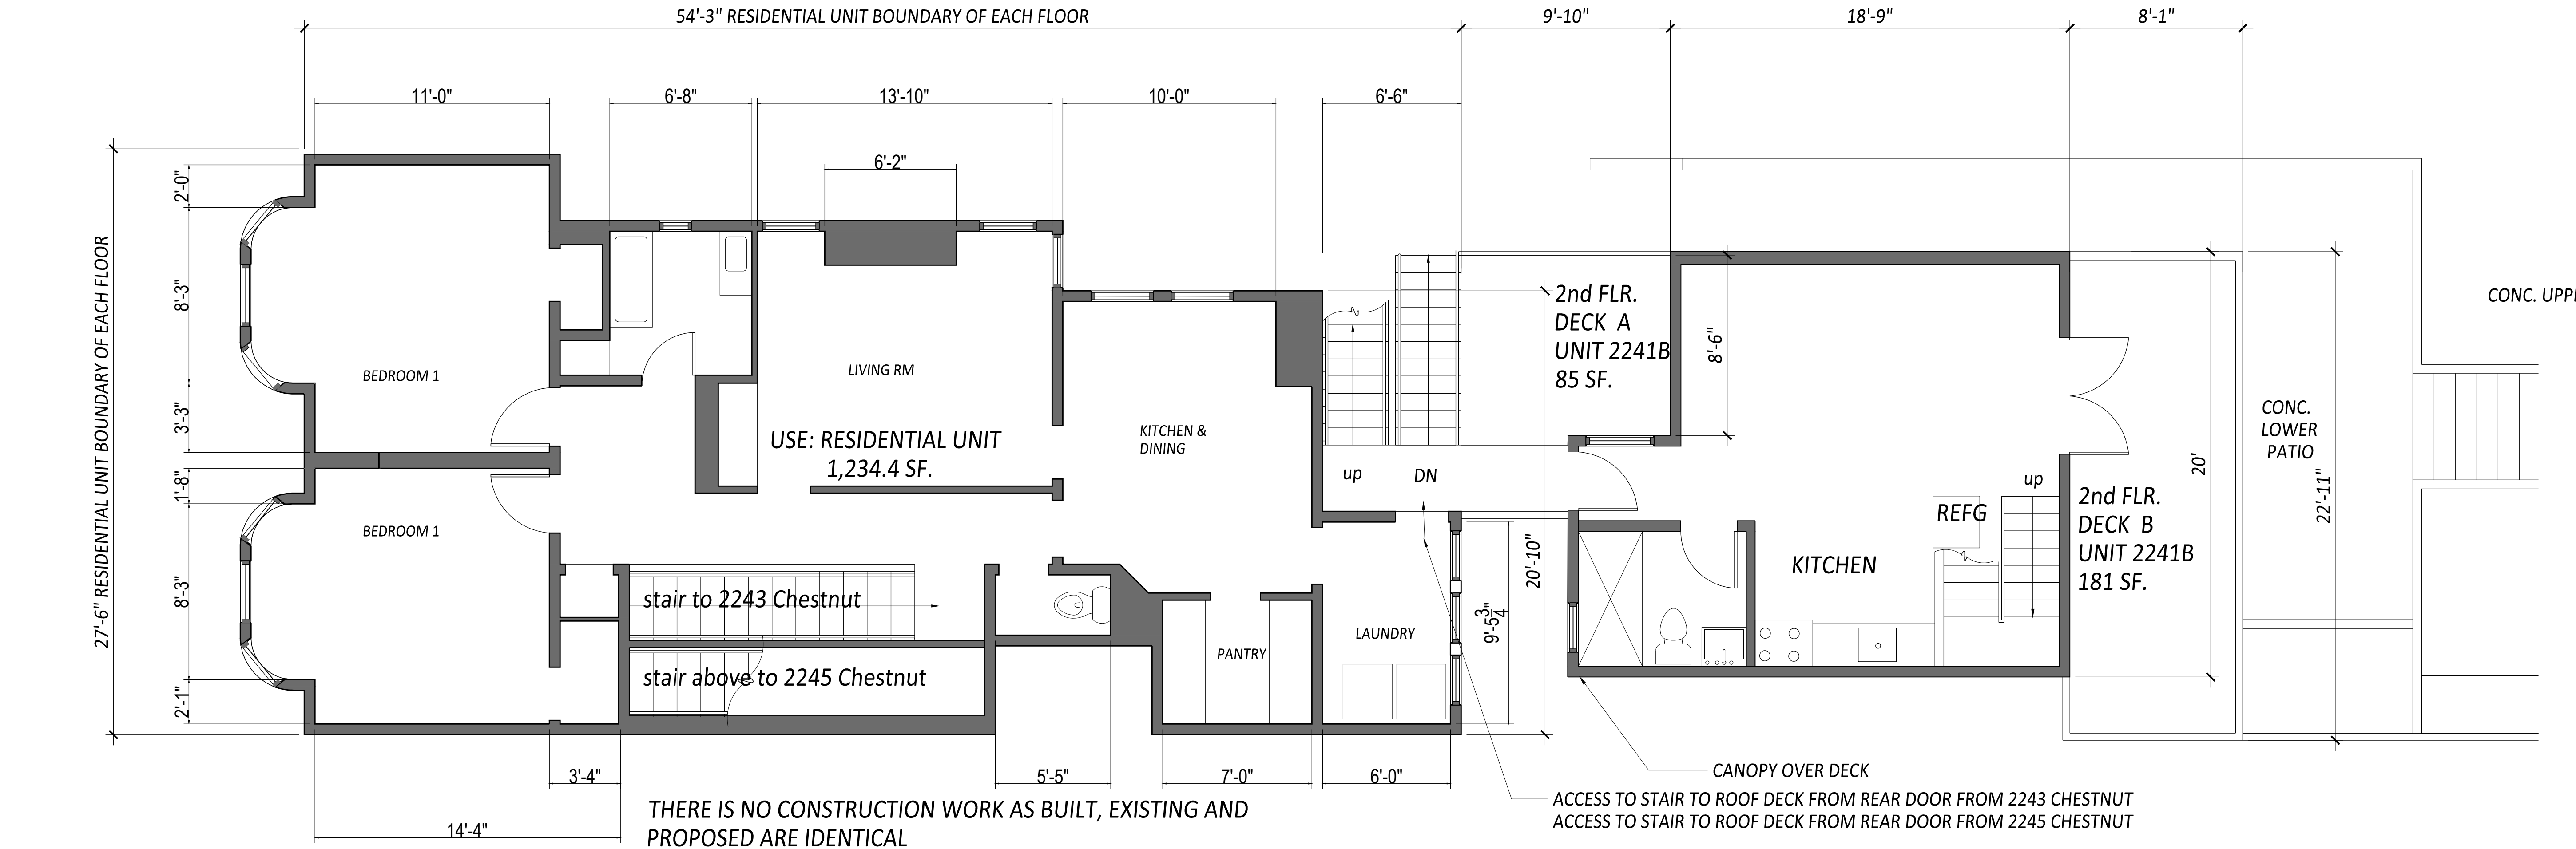 54'-3" RESIDENTIAL UNIT BOUNDARY OF EACH FLOOR
9'-10"
18'-9"
8'-1"
11'-0"
6'-8"
13'-10"
10'-0"
6'-6"
6'-2"
27'-6" RESIDENTIAL UNIT BOUNDARY OF EACH FLOOR
2'-0"
8'-3"
3'-3"
1'-8"
8'-3"
2'-1"
BEDROOM 1
BEDROOM 1
LIVING RM
USE: RESIDENTIAL UNIT
1,234.4 SF.
KITCHEN &
DINING
stair to 2243 Chestnut
stair above to 2245 Chestnut
PANTRY
LAUNDRY
up
DN
9'-5 3/4"
20'-10"
2nd FLR.
DECK A
UNIT 2241B
85 SF.
8'-6"
KITCHEN
REFG
up
2nd FLR.
DECK B
UNIT 2241B
181 SF.
20'
22'-11"
CONC.
LOWER
PATIO
CONC. UPP
3'-4"
5'-5"
7'-0"
6'-0"
14'-4"
CANOPY OVER DECK
ACCESS TO STAIR TO ROOF DECK FROM REAR DOOR FROM 2243 CHESTNUT
ACCESS TO STAIR TO ROOF DECK FROM REAR DOOR FROM 2245 CHESTNUT
THERE IS NO CONSTRUCTION WORK AS BUILT, EXISTING AND
PROPOSED ARE IDENTICAL